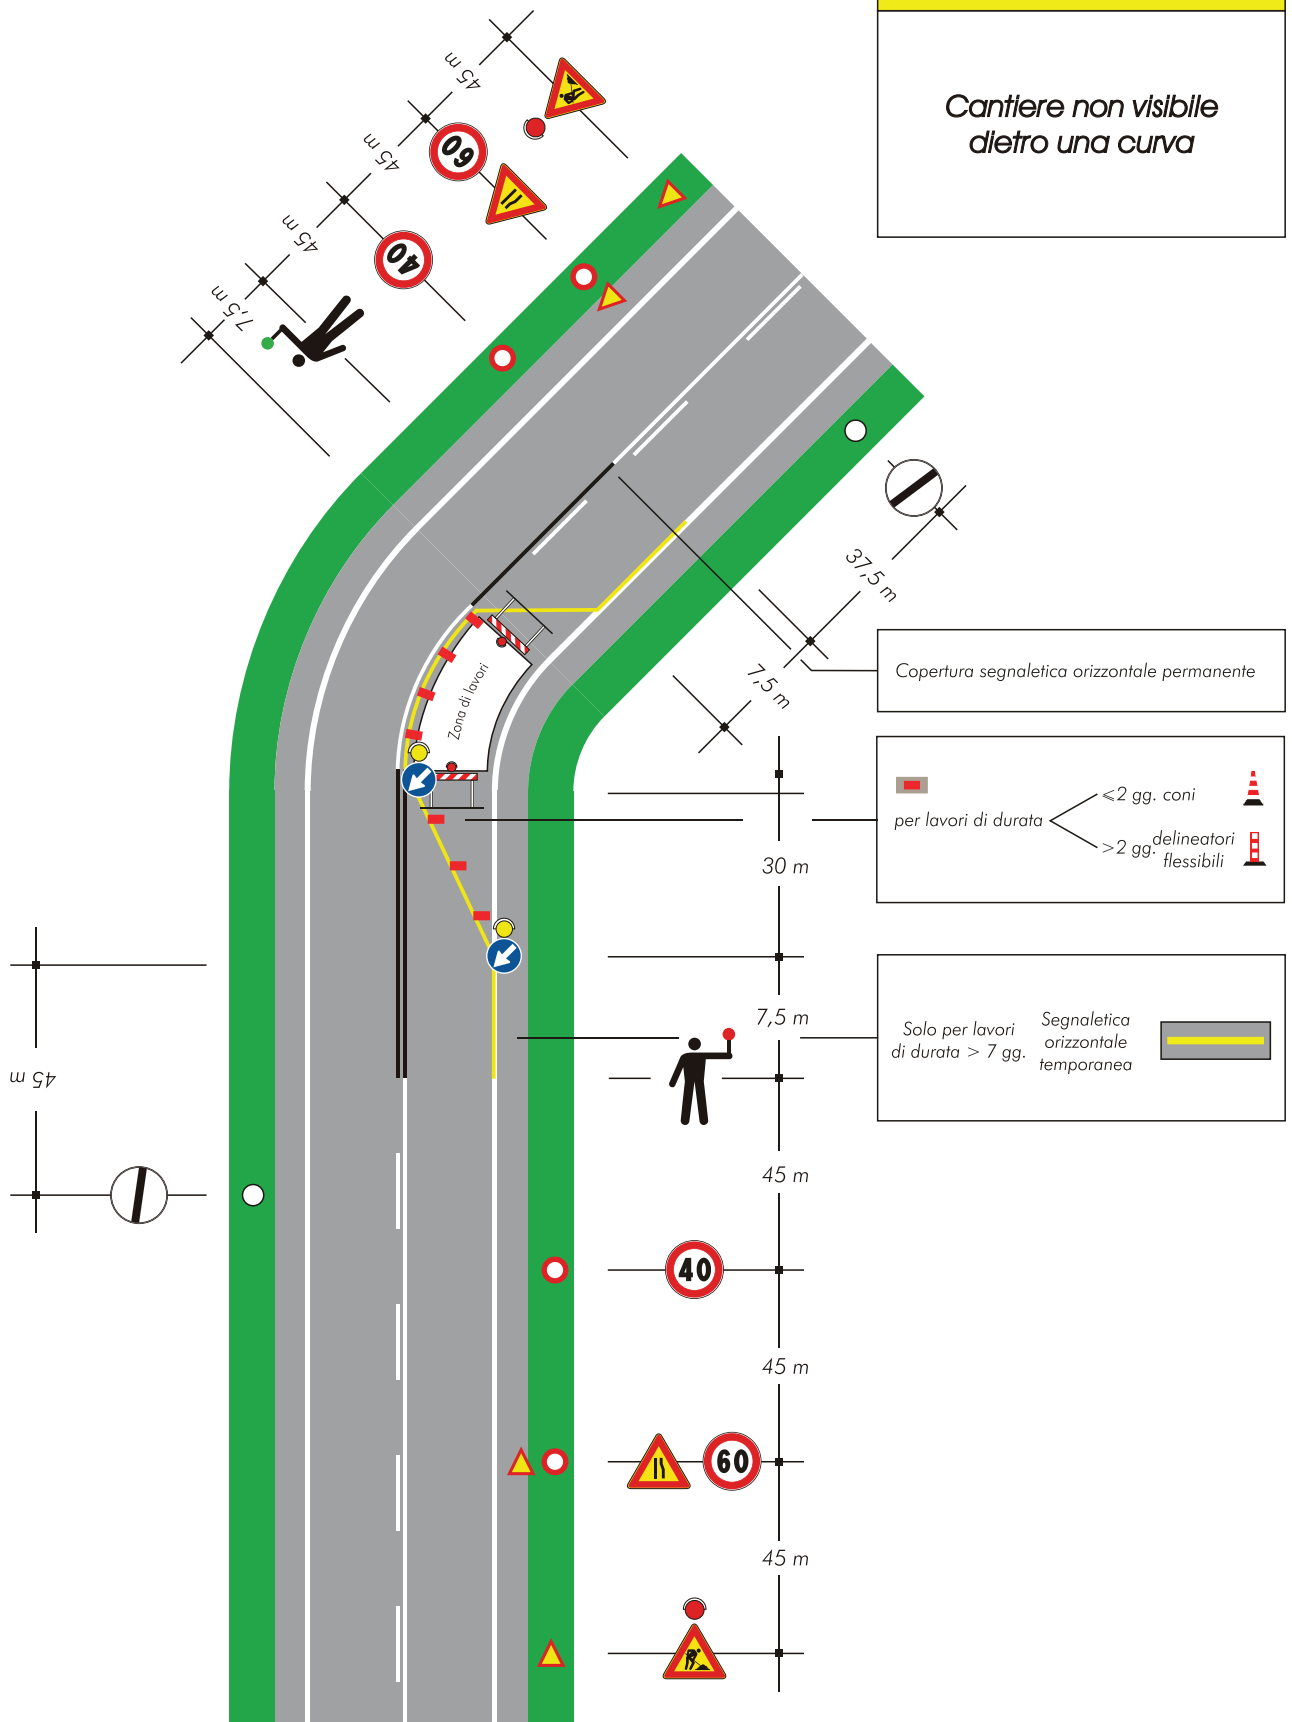 Cantiere non visibile
dietro una curva
45 m
45 m
60
45 m
40
7,5 m
37,5 m
Copertura segnaletica orizzontale permanente
7,5 m
Zona di lavori
per lavori di durata
⩽2 gg. coni
>2 gg. delineatori
flessibili
30 m
7,5 m
Solo per lavori
di durata > 7 gg.
Segnaletica
orizzontale
temporanea
45 m
45 m
40
45 m
60
45 m